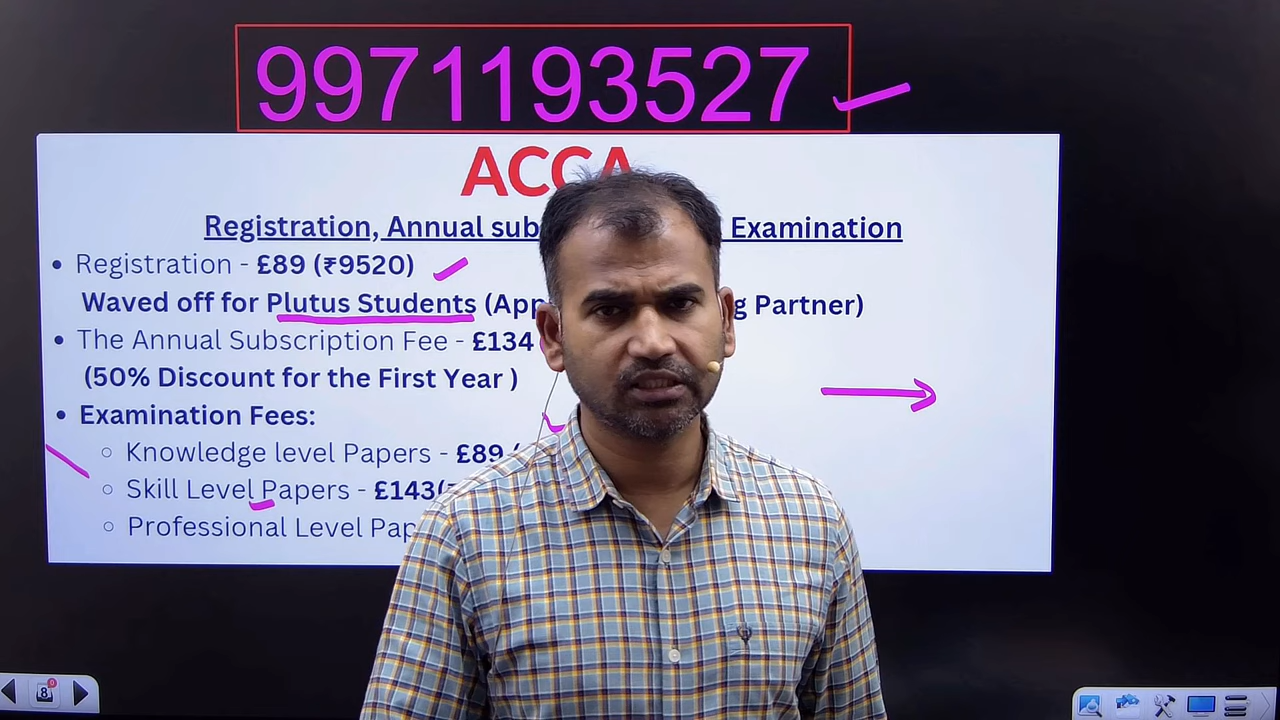 9971193527
ACCA
Registration, Annual sub Examination
• Registration - £89 (₹9520)
Waved off for Plutus Students (App g Partner)
• The Annual Subscription Fee - £134
(50% Discount for the First Year )
• Examination Fees:
○ Knowledge level Papers - £89
○ Skill Level Papers - £143(
○ Professional Level Pap
8